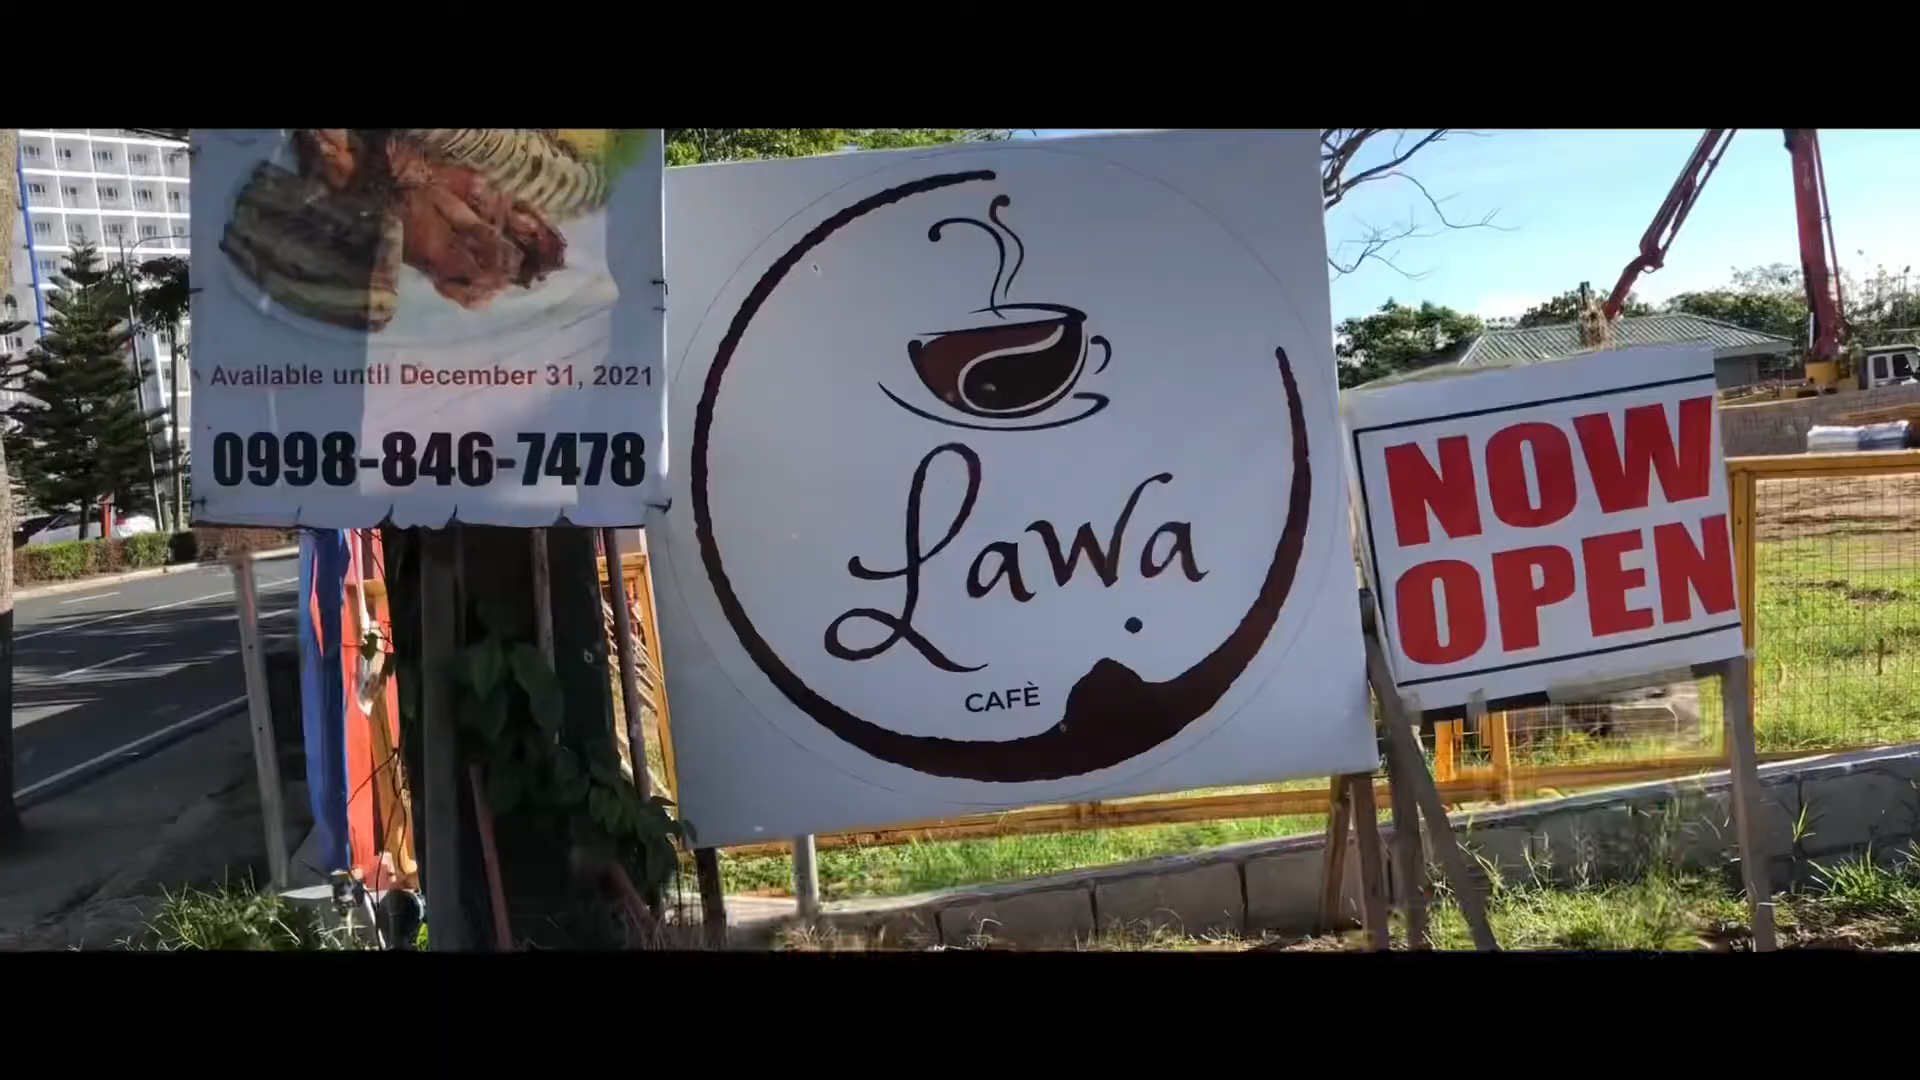 Available until December 31, 2021
0998-846-7478
Lawa
CAFÈ
NOW
OPEN